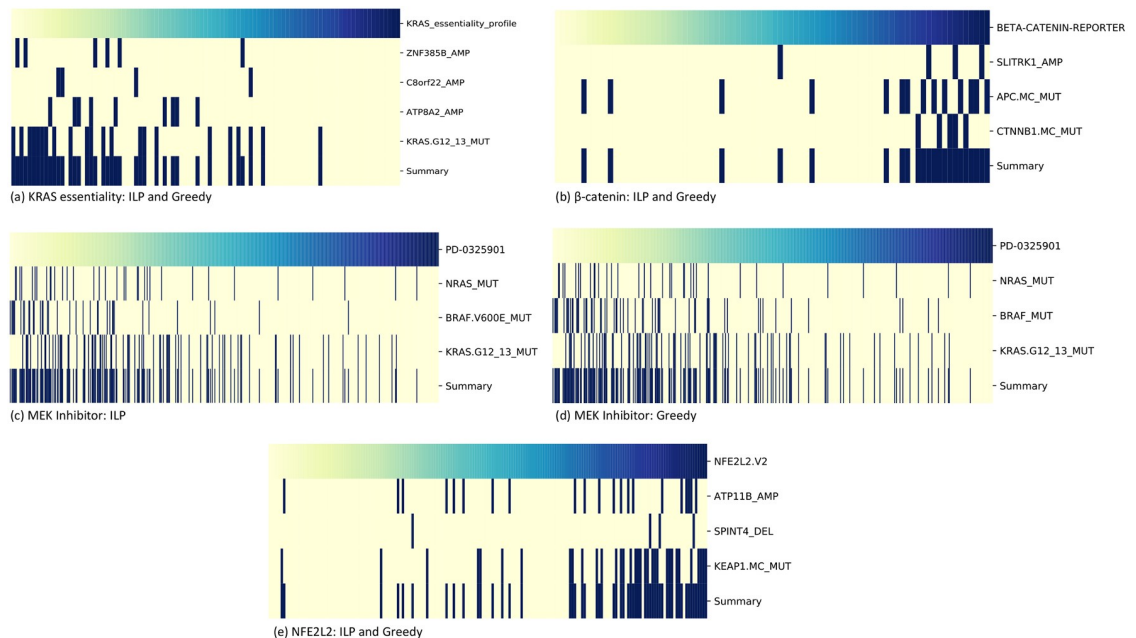 KRAS_essentiality_profile
ZNF385B_AMP
C8orf22_AMP
ATP8A2_AMP
KRAS.G12_13_MUT
Summary
(a) KRAS essentiality: ILP and Greedy
BETA-CATENIN-REPORTER
SLITRK1_AMP
APC.MC_MUT
CTNNB1.MC_MUT
Summary
(b) β-catenin: ILP and Greedy
PD-0325901
NRAS_MUT
BRAF.V600E_MUT
KRAS.G12_13_MUT
Summary
(c) MEK Inhibitor: ILP
PD-0325901
NRAS_MUT
BRAF_MUT
KRAS.G12_13_MUT
Summary
(d) MEK Inhibitor: Greedy
NFE2L2.V2
ATP11B_AMP
SPINT4_DEL
KEAP1.MC_MUT
Summary
(e) NFE2L2: ILP and Greedy